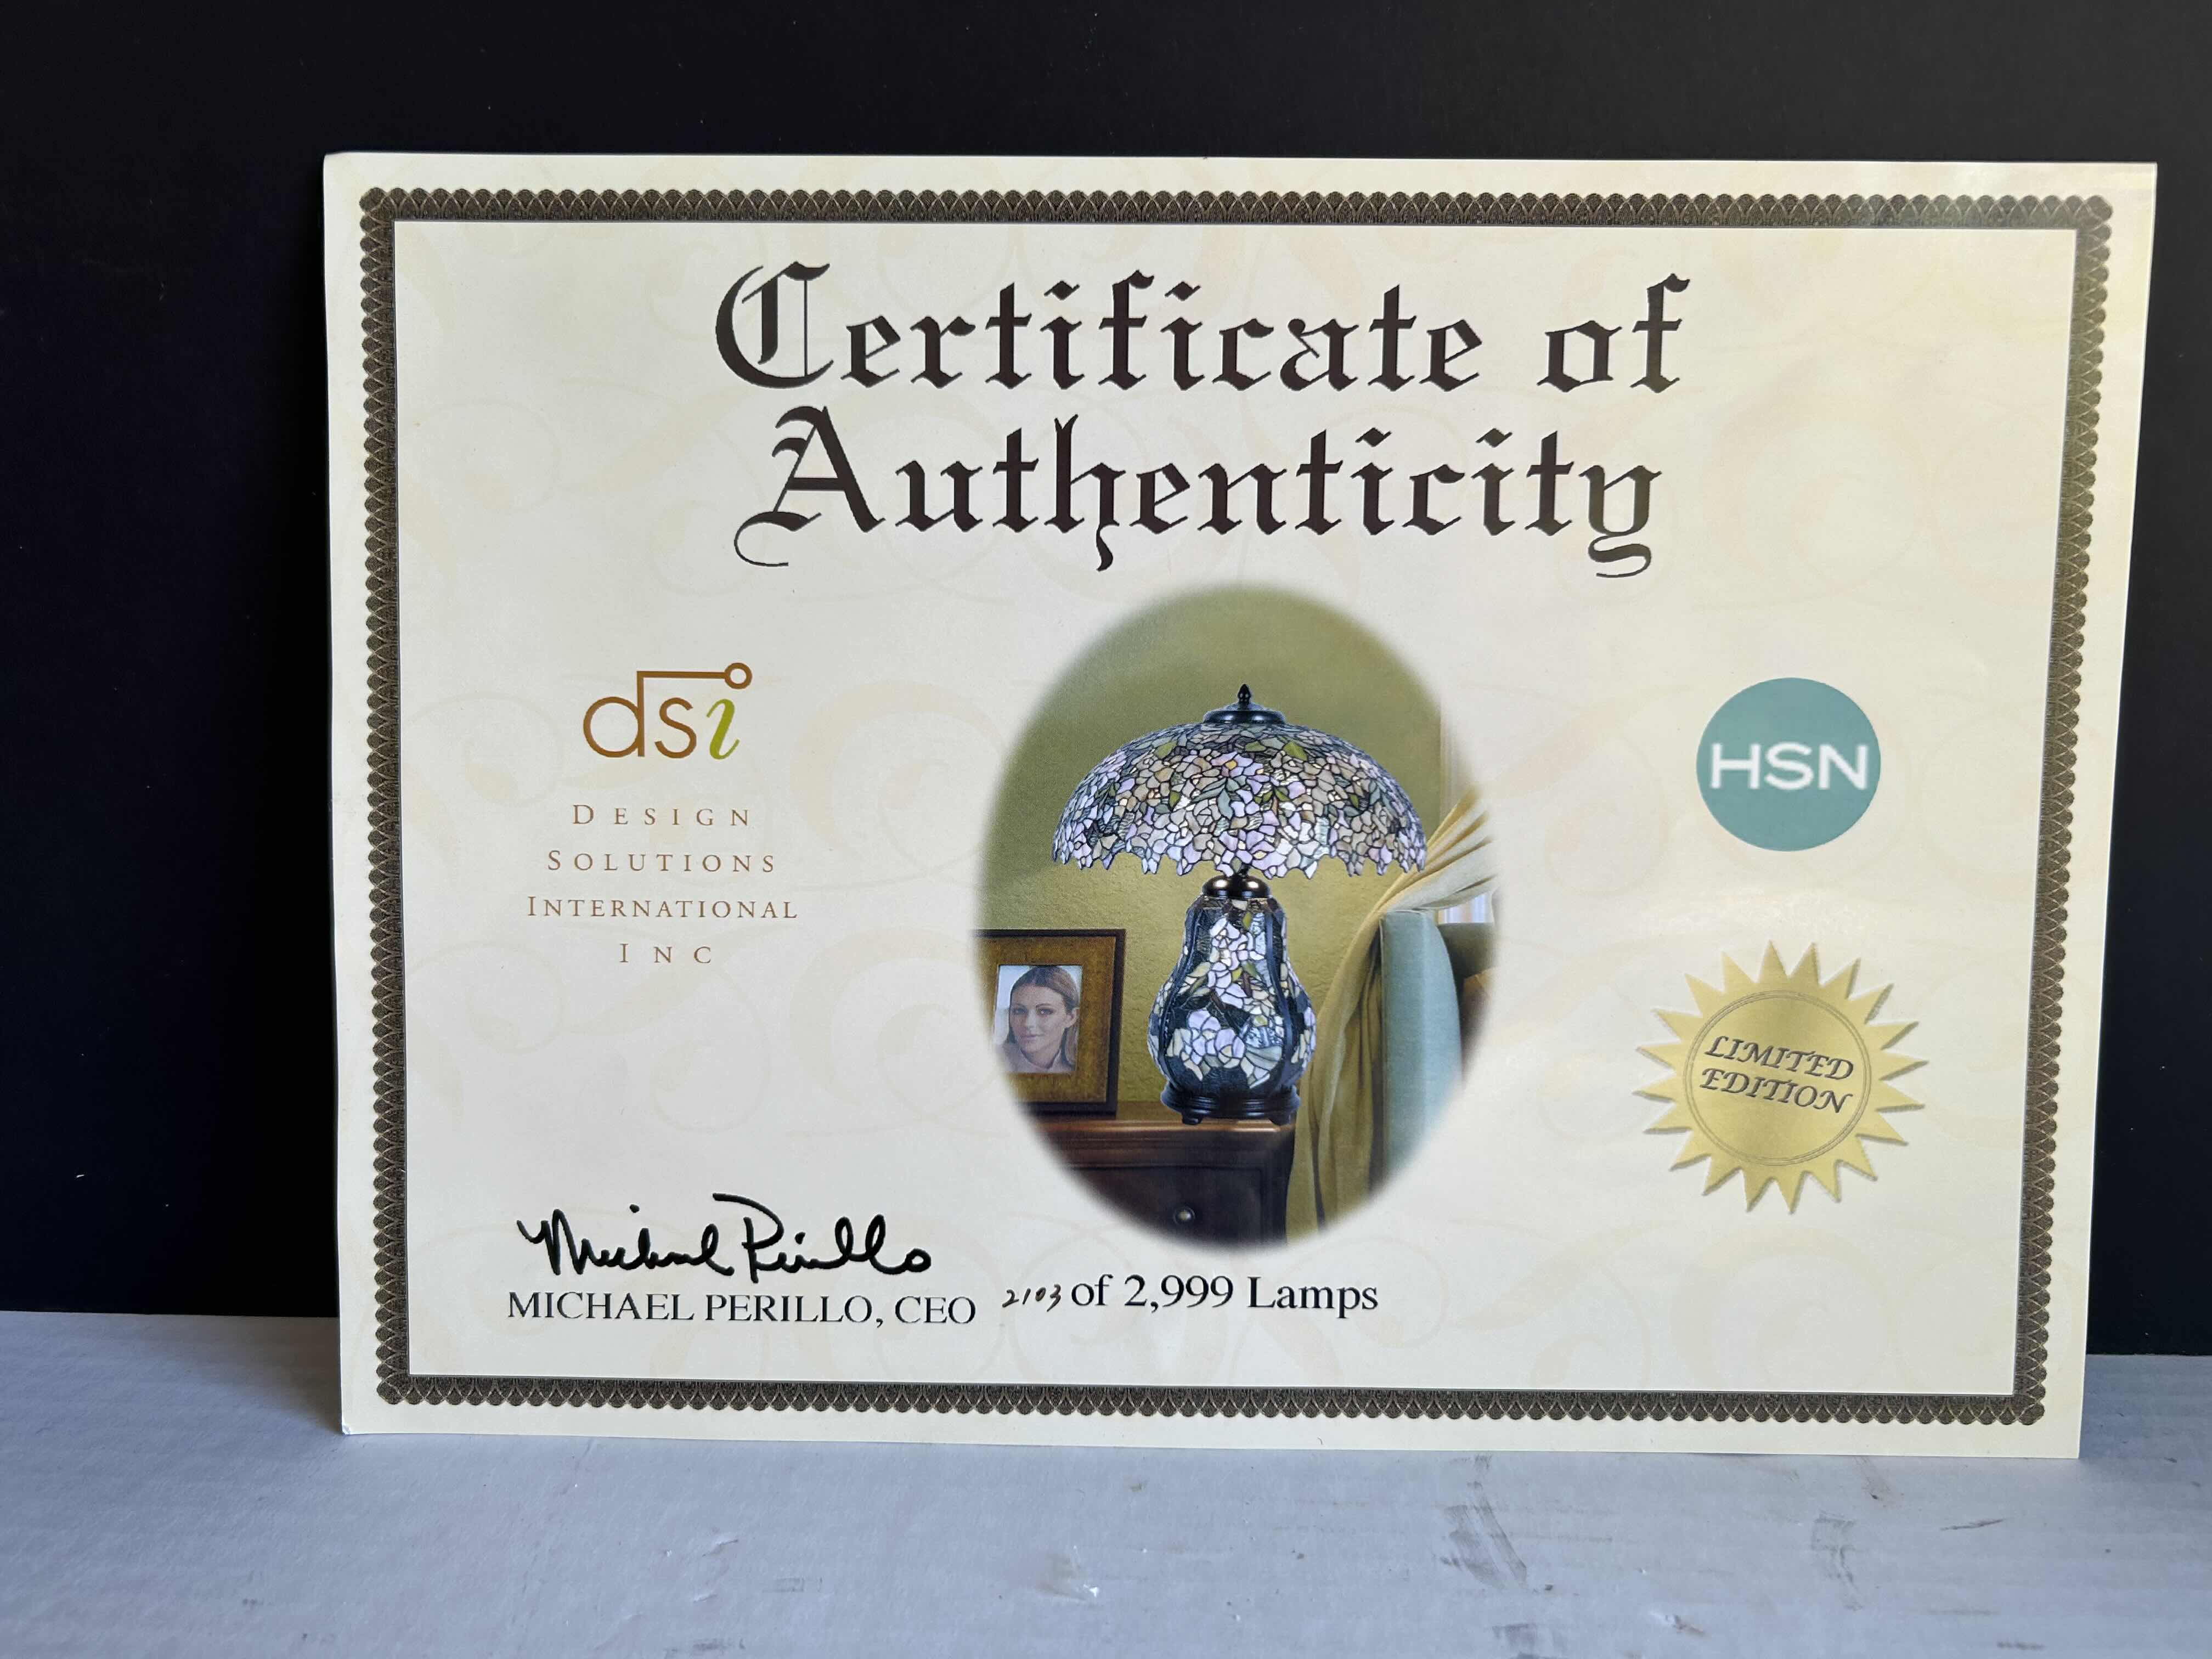 Certificate of
Authenticity
dsi
DESIGN
SOLUTIONS
INTERNATIONAL
INC
HSN
LIMITED
EDITION
Michael Perillo
MICHAEL PERILLO, CEO
2103 of 2,999 Lamps